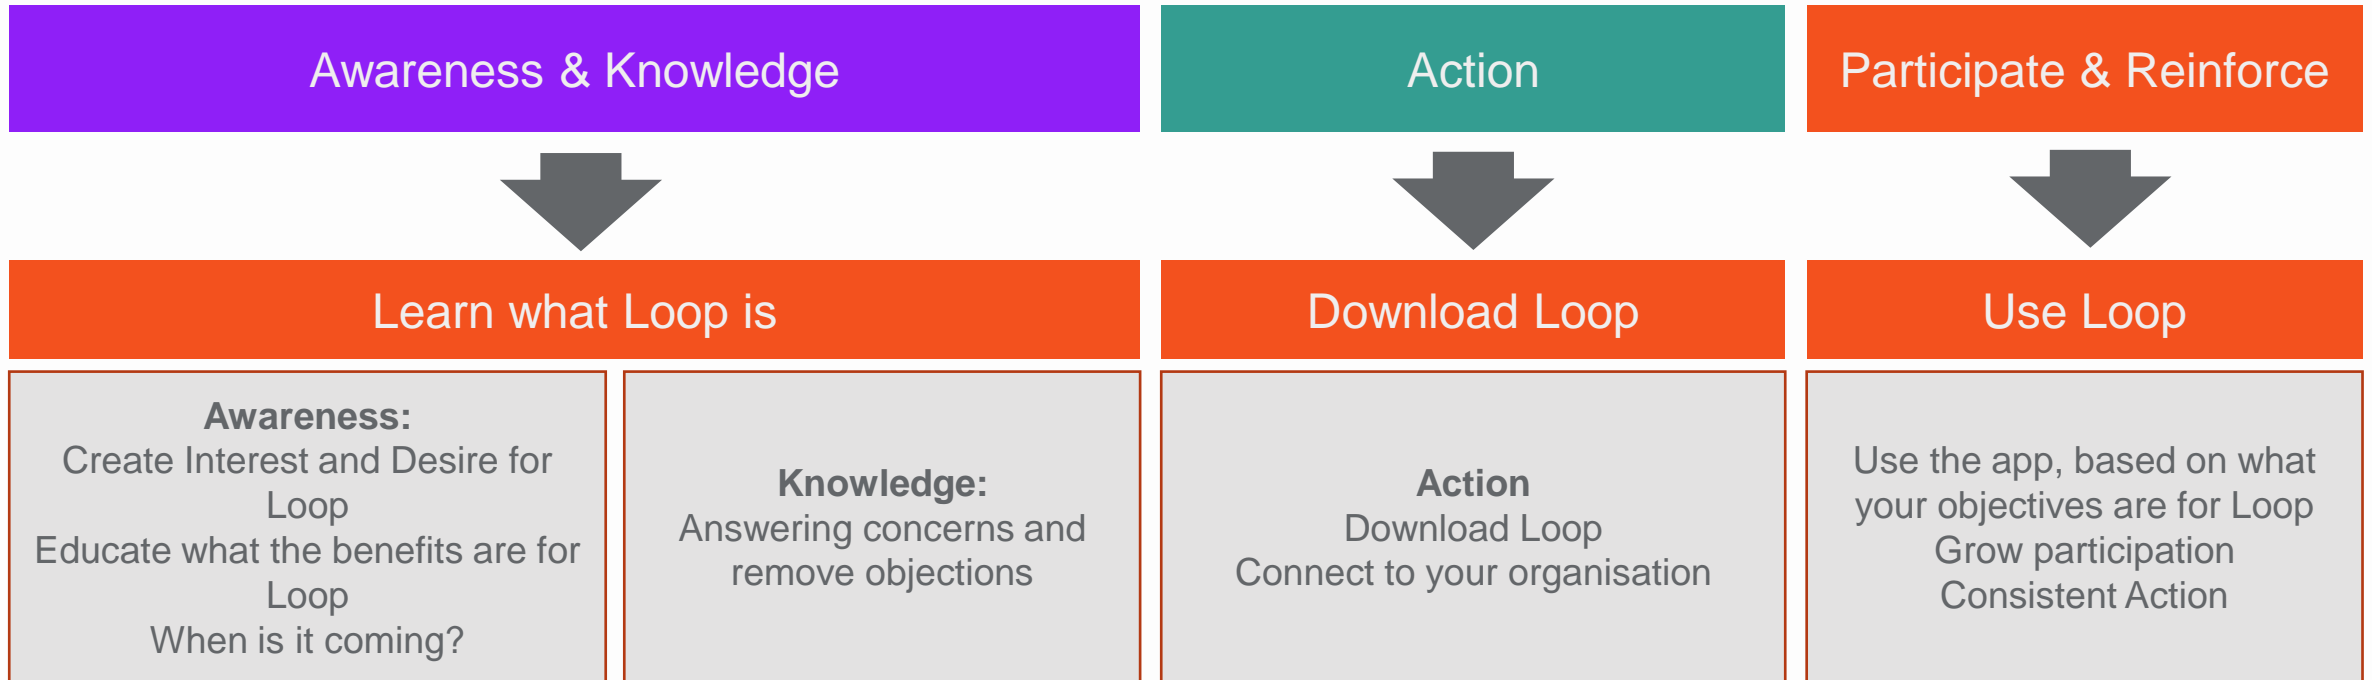 Awareness & Knowledge
Action
Participate & Reinforce
Learn what Loop is
Download Loop
Use Loop
Awareness:
Create Interest and Desire for
Loop
Educate what the benefits are for
Loop
When is it coming?
Knowledge:
Answering concerns and
remove objections
Action
Download Loop
Connect to your organisation
Use the app, based on what
your objectives are for Loop
Grow participation
Consistent Action